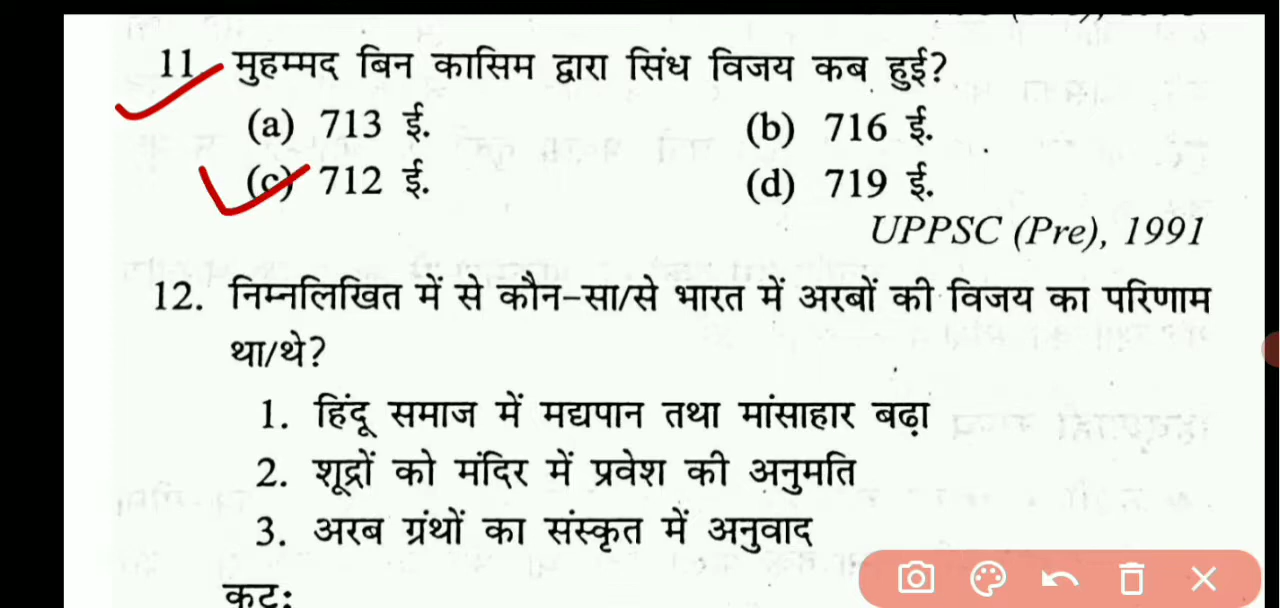 11. मुहम्मद बिन कासिम द्वारा सिंध विजय कब हुई?
(a) 713 ई. (b) 716 ई.
(c) 712 ई. (d) 719 ई.
UPPSC (Pre), 1991
12. निम्नलिखित में से कौन-सा/से भारत में अरबों की विजय का परिणाम
था/थे?
1. हिंदू समाज में मद्यपान तथा मांसाहार बढ़ा
2. शूद्रों को मंदिर में प्रवेश की अनुमति
3. अरब ग्रंथों का संस्कृत में अनुवाद
कूट: